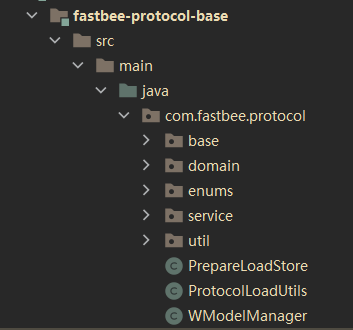 fastbee-protocol-base
src
main
java
com.fastbee.protocol
base
domain
enums
service
util
C PrepareLoadStore
C ProtocolLoadUtils
C WModelManager